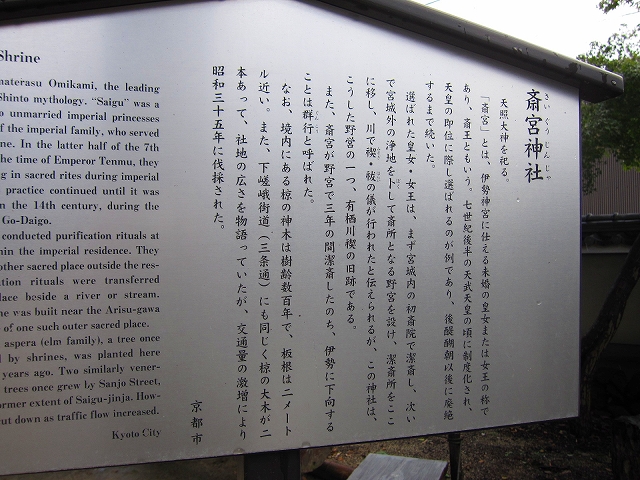 Shrine
materasu Omikami, the leading
Shinto mythology. “Saigu” was a
o unmarried imperial princesses
f the imperial family, who served
ne. In the latter half of the 7th
the time of Emperor Temmu, they
ng in sacred rites during imperial
practice continued until it was
n the 14th century, during the
Go-Daigo.
conducted purification rituals at
hin the imperial residence. They
other sacred place outside the res-
ation rituals were transferred
lace beside a river or stream.
ne was built near the Arisu-gawa
e of one such outer sacred place.
aspera (elm family), a tree once
d by shrines, was planted here
years ago. Two similarly vener-
trees once grew by Sanjo Street,
ormer extent of Saigu-jinja. How-
ut down as traffic flow increased.
Kyoto City
斎宮神社
さいぐうじんじゃ
天照大神を祀る。
「斎宮」とは、伊勢神宮に仕える未婚の皇女または女王の称で
あり、斎王ともいう。七世紀後半の天武天皇の頃に制度化され、
天皇の即位に際し選ばれるのが例であり、後醍醐朝以後に廃絶
するまで続いた。
選ばれた皇女・女王は、まず宮城内の初斎院で潔斎し、次い
で宮城外の浄地を卜して斎所となる野宮を設け、潔斎所をここ
に移し、川で禊・祓の儀が行われたと伝えられるが、この神社は、
こうした野宮の一つ、有栖川禊の旧跡である。
また、斎宮が野宮で三年の間潔斎したのち、伊勢に下向する
ことは群行と呼ばれた。
なお、境内にある椋の神木は樹齢数百年で、板根は二メート
ル近い。また、下嵯峨街道（三条通）にも同じく椋の大木が二
本あって、社地の広さを物語っていたが、交通量の激増により
昭和三十五年に伐採された。
京都市